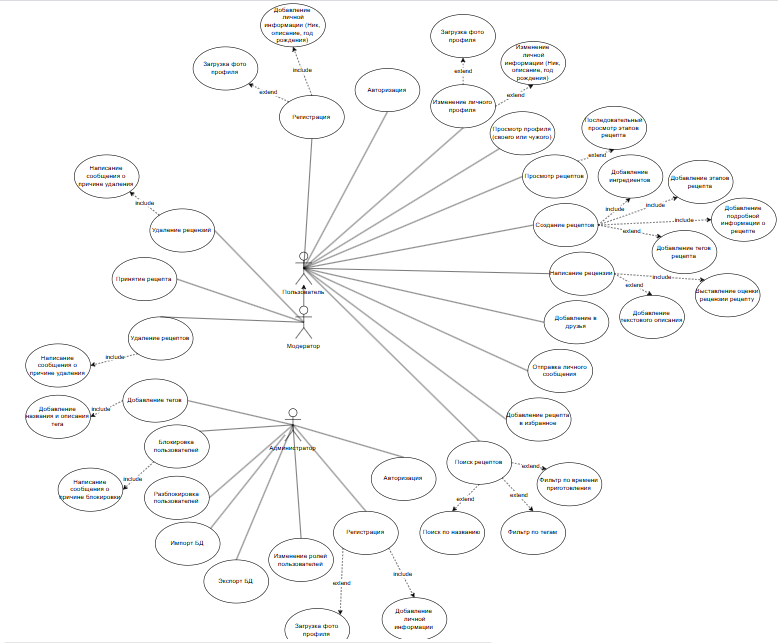 Добавление
личной
информации (Ник,
описание, год
рождения)
Загрузка фото
профиля
include
extend
Регистрация
Авторизация
Загрузка фото
профиля
Изменение
личной
информации (Ник,
описание, год
рождения)
extend
extend
Изменение личного
профиля
Просмотр профиля
(своего или чужого)
Последовательный
просмотр этапов
рецепта
extend
Просмотр рецептов
Добавление
ингредиентов
Добавление этапов
рецепта
Добавление
подробной
информации о
рецепте
include
include
include
extend
Создание рецептов
Добавление тегов
рецепта
Написание рецензии
include
extend
Выставление оценки
рецензии рецепту
Добавление
текстового описания
Добавление в
друзья
Отправка личного
сообщения
Добавление рецепта
в избранное
Поиск рецептов
extend
Фильтр по времени
приготовления
extend
extend
Поиск по названию
Фильтр по тегам
Написание
сообщения о
причине удаления
include
Удаление рецензий
Принятие рецепта
Пользователь
Модератор
Удаление рецептов
include
Написание
сообщения о
причине удаления
Добавление тегов
include
Добавление
названия и описания
тега
Администратор
Блокировка
пользователей
include
Написание
сообщения о
причине блокировки
Разблокировка
пользователей
Импорт БД
Экспорт БД
Изменение ролей
пользователей
Авторизация
Регистрация
extend
include
Загрузка фото
профиля
Добавление
личной
информации